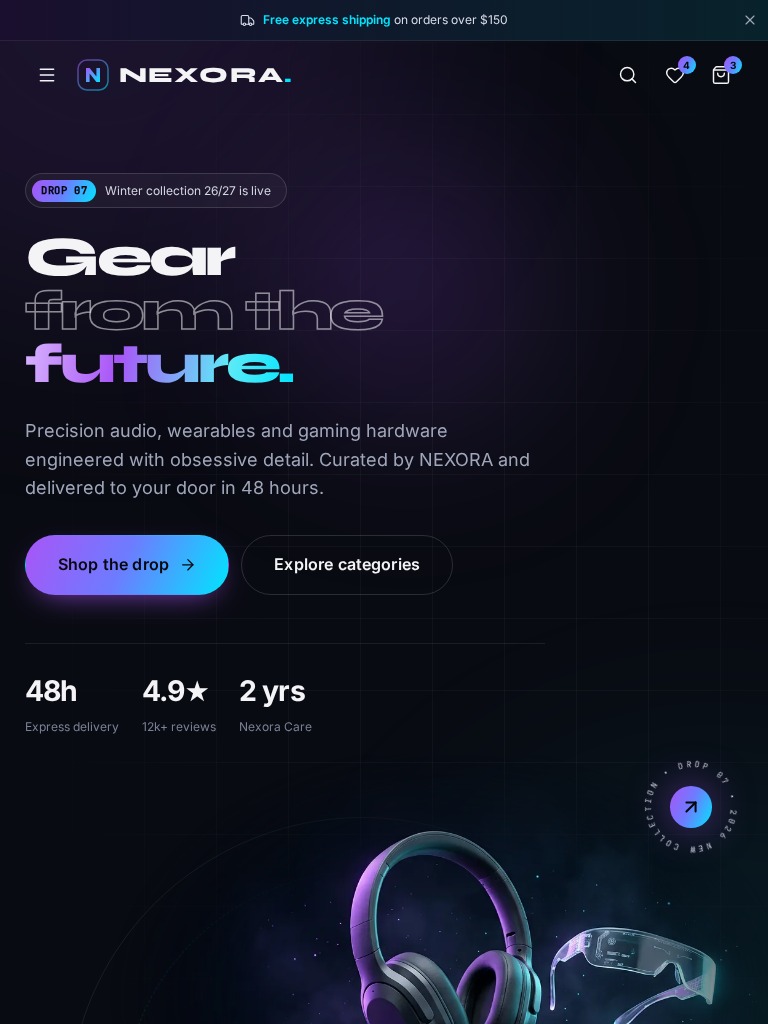 Free express shipping on orders over $150
N NEXORA.
4
3
DROP 07
Winter collection 26/27 is live
Gear
from the
future.
Precision audio, wearables and gaming hardware
engineered with obsessive detail. Curated by NEXORA and
delivered to your door in 48 hours.
Shop the drop →
Explore categories
48h
Express delivery
4.9★
12k+ reviews
2 yrs
Nexora Care
DROP 07 • 2026 NEW COLLECTION •